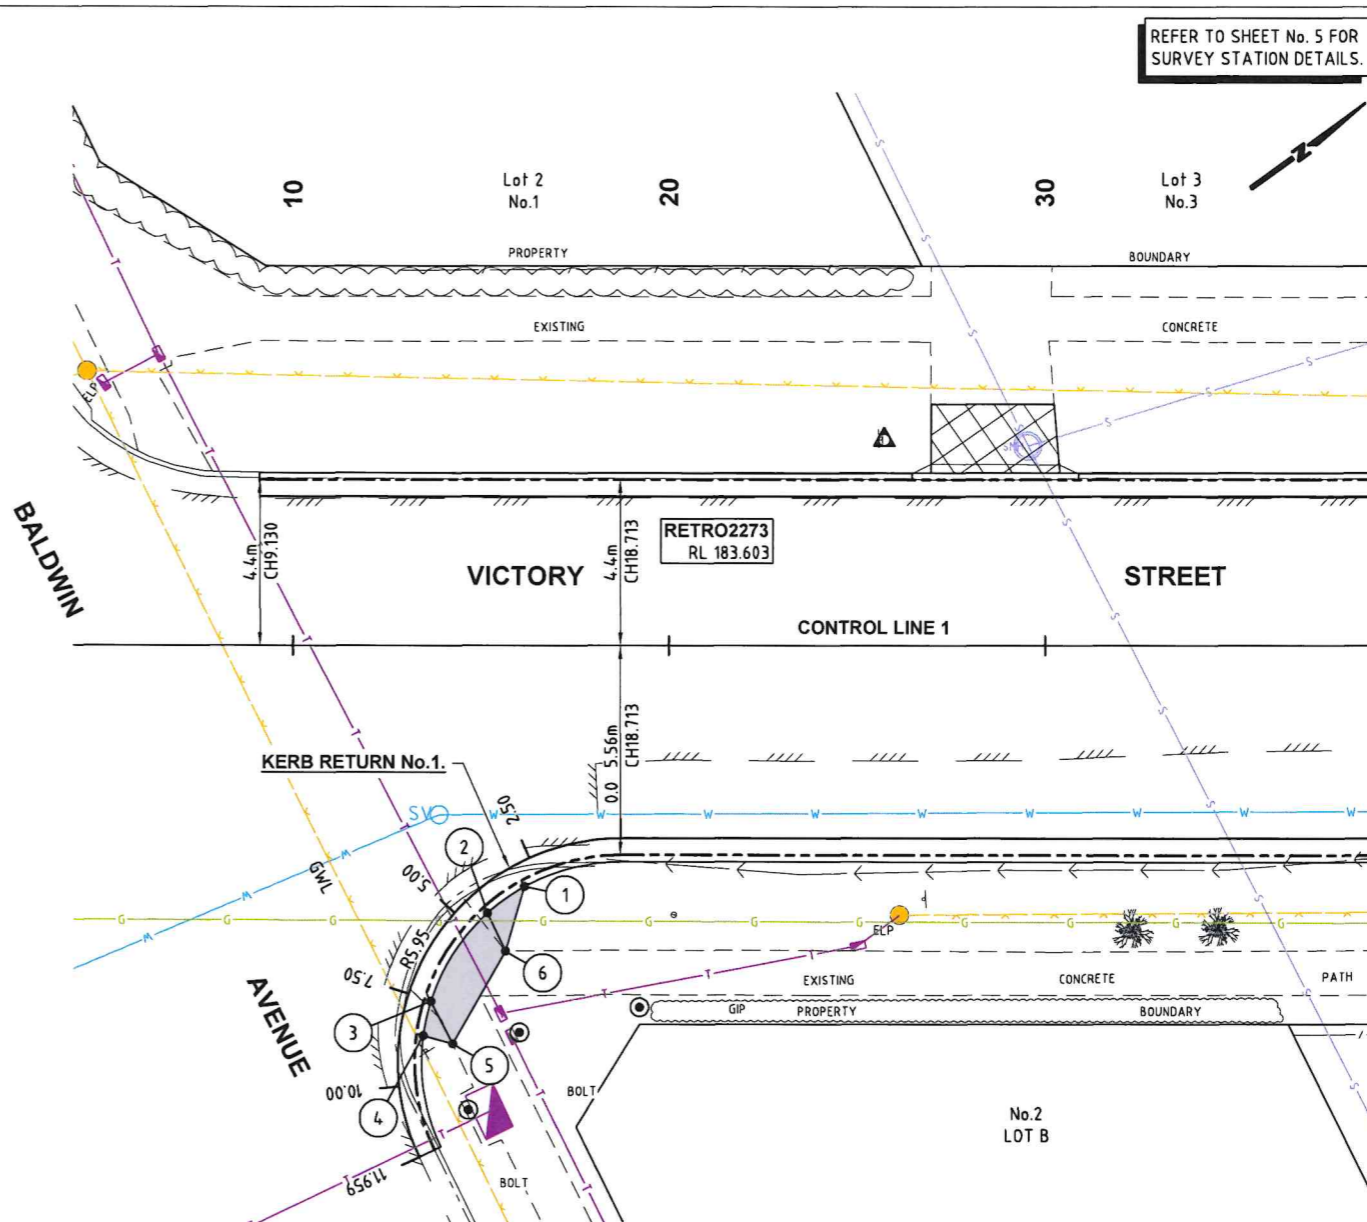 REFER TO SHEET No. 5 FOR
SURVEY STATION DETAILS.
N
10
Lot 2
No.1
20
30
Lot 3
No.3
PROPERTY
BOUNDARY
EXISTING
CONCRETE
ELP
BALDWIN
4.4m
CH9.130
VICTORY
4.4m
CH18.713
RETRO2273
RL 183.603
STREET
CONTROL LINE 1
KERB RETURN No.1.
0.0 5.56m
CH18.713
SV
GWL
2.50
5.00
R5.95
7.50
10.00
11.959
1
2
3
4
5
6
AVENUE
ELP
EXISTING
CONCRETE
PATH
GIP
PROPERTY
BOUNDARY
BOLT
BOLT
No.2
LOT B